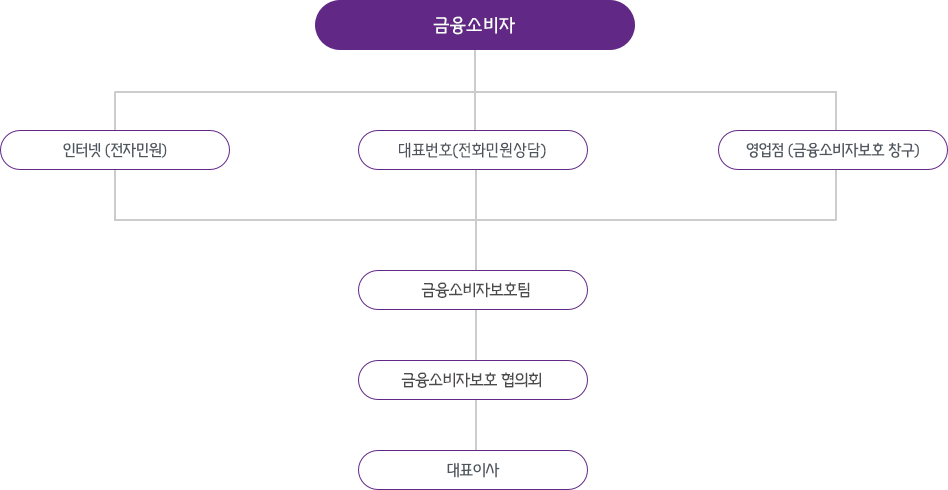 금융소비자
인터넷 (전자민원)
대표번호(전화민원상담)
영업점 (금융소비자보호 창구)
금융소비자보호팀
금융소비자보호 협의회
대표이사